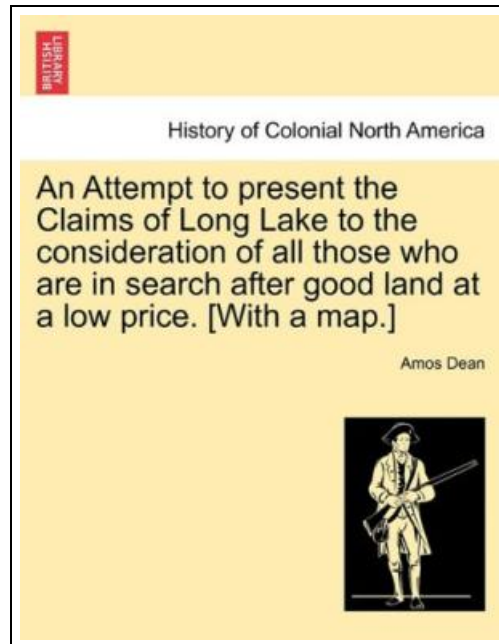 BRITISH
LIBRARY
History of Colonial North America
An Attempt to present the
Claims of Long Lake to the
consideration of all those who
are in search after good land at
a low price. [With a map.]
Amos Dean